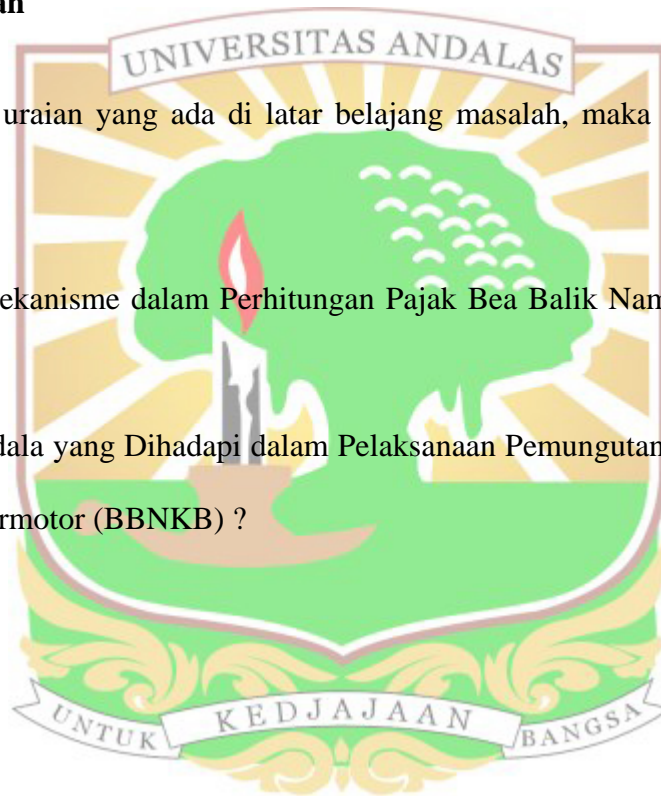 an
UNIVERSITAS ANDALAS
uraian yang ada di latar belajang masalah, maka
ekanisme dalam Perhitungan Pajak Bea Balik Nam
dala yang Dihadapi dalam Pelaksanaan Pemungutan
rmotor (BBNKB) ?
UNTUK KEDJAJAAN BANGSA